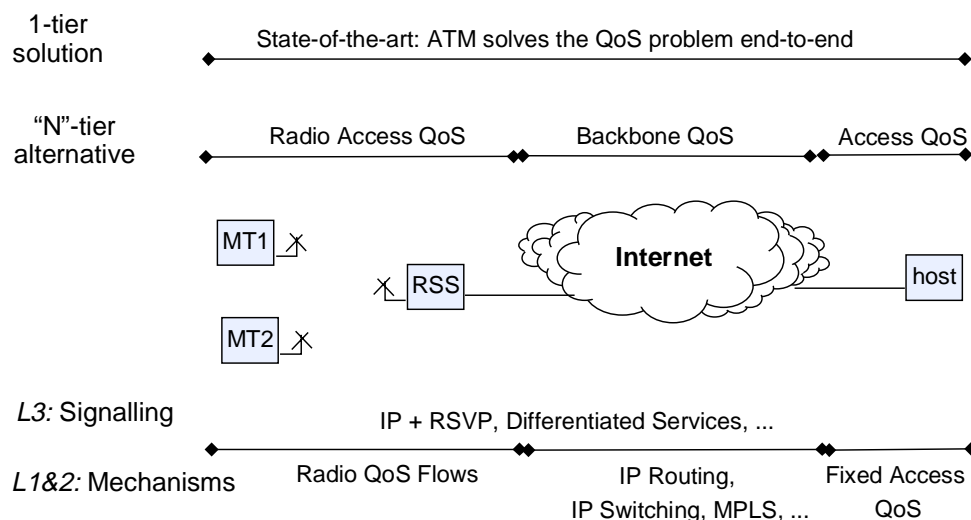 1-tier
solution
State-of-the-art: ATM solves the QoS problem end-to-end
“N”-tier
alternative
Radio Access QoS
Backbone QoS
Access QoS
MT1
Internet
RSS
host
MT2
L3: Signalling
IP + RSVP, Differentiated Services, ...
L1&2: Mechanisms
Radio QoS Flows
IP Routing,
IP Switching, MPLS, ...
Fixed Access
QoS